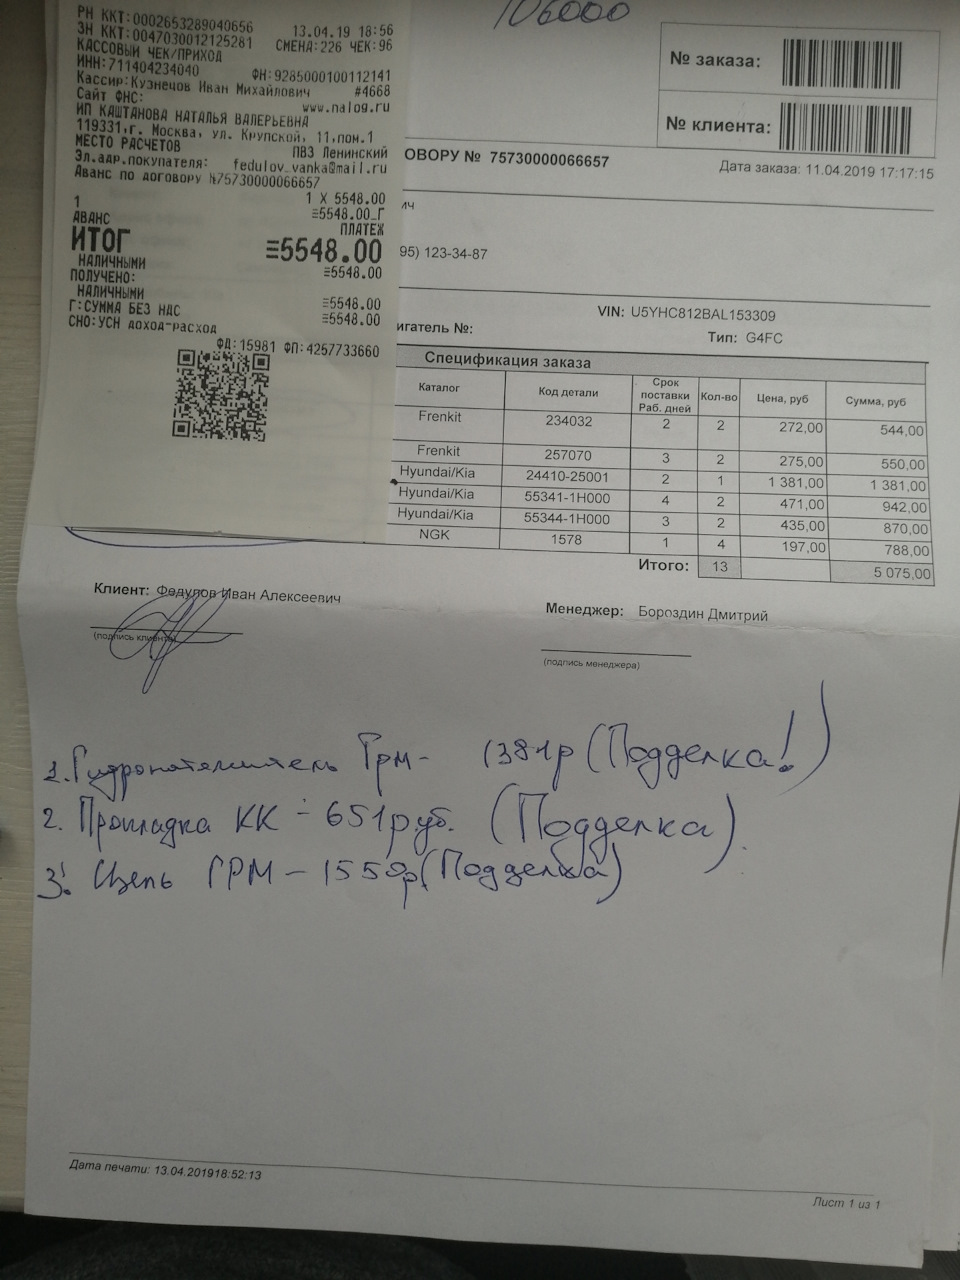 106000
РН ККТ:0002653289040656 13.04.19 18:56
ЗН ККТ:0047030012125281 СМЕНА:226 ЧЕК:96
КАССОВЫЙ ЧЕК/ПРИХОД
ИНН:711404234040 ФН:9285000100112141
Кассир:Кузнецов Иван Михайлович #4668
Сайт ФНС: www.nalog.ru
ИП КАШТАНОВА НАТАЛЬЯ ВАЛЕРЬЕВНА
119331,г. Москва, ул. Крупской, 11,пом.1
МЕСТО РАСЧЕТОВ ПВЗ Ленинский
Эл.адр.покупателя: fedulov_vanka@mail.ru
Аванс по договору №75730000066657
1 1 X 5548.00
≡5548.00_Г
АВАНС ПЛАТЕЖ
ИТОГ ≡5548.00
НАЛИЧНЫМИ ≡5548.00
ПОЛУЧЕНО:
НАЛИЧНЫМИ ≡5548.00
Г:СУММА БЕЗ НДС ≡5548.00
СНО:УСН доход-расход
ФД:15981 ФП:4257733660
№ заказа:
№ клиента:
ОВОРУ № 75730000066657 Дата заказа: 11.04.2019 17:17:15
ич
95) 123-34-87
VIN: U5YHC812BAL153309
игатель №: Тип: G4FC
Спецификация заказа
Каталог Код детали Срок поставки Раб. дней Кол-во Цена, руб Сумма, руб
Frenkit 234032 2 2 272,00 544,00
Frenkit 257070 3 2 275,00 550,00
Hyundai/Kia 24410-25001 2 1 1 381,00 1 381,00
Hyundai/Kia 55341-1H000 4 2 471,00 942,00
Hyundai/Kia 55344-1H000 3 2 435,00 870,00
NGK 1578 1 4 197,00 788,00
Итого: 13 5 075,00
Клиент: Федулов Иван Алексеевич
(подпись клиента)
Менеджер: Бороздин Дмитрий
(подпись менеджера)
1. Гидронатяжитель Грм - 1381р (Подделка!)
2. Прокладка КК - 651руб. (Подделка).
3. Цепь ГРМ - 1550р (Подделка)
Дата печати: 13.04.201918:52:13
Лист 1 из 1